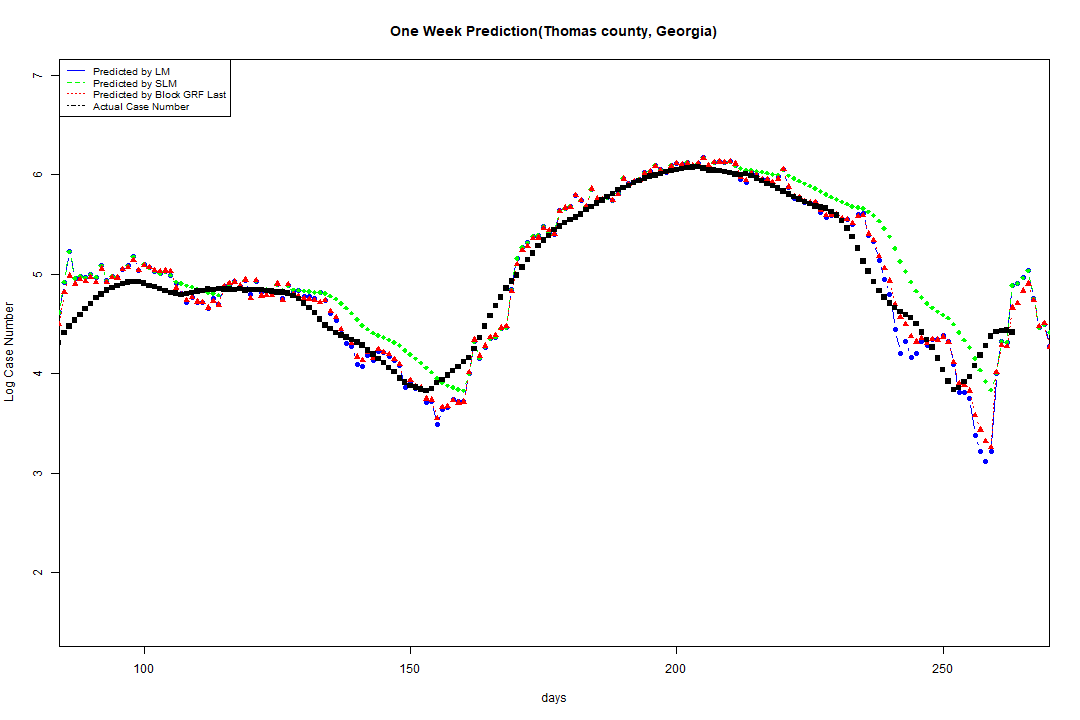 One Week Prediction(Thomas county, Georgia)
Predicted by LM
Predicted by SLM
Predicted by Block GRF Last
Actual Case Number
7
6
5
4
3
2
Log Case Number
100 150 200 250
days